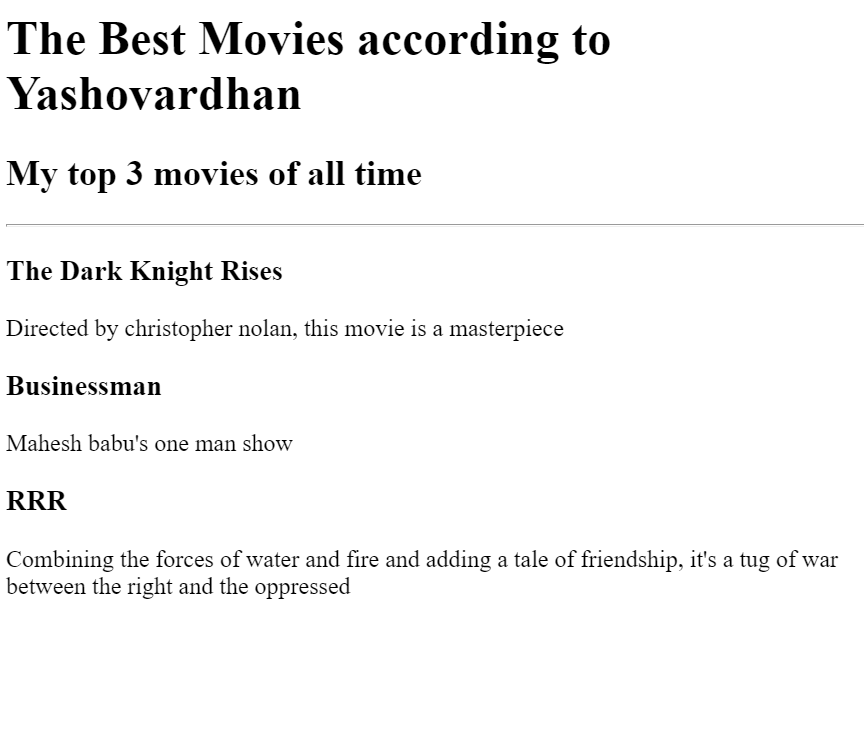 The Best Movies according to
Yashovardhan
My top 3 movies of all time
The Dark Knight Rises
Directed by christopher nolan, this movie is a masterpiece
Businessman
Mahesh babu's one man show
RRR
Combining the forces of water and fire and adding a tale of friendship, it's a tug of war
between the right and the oppressed